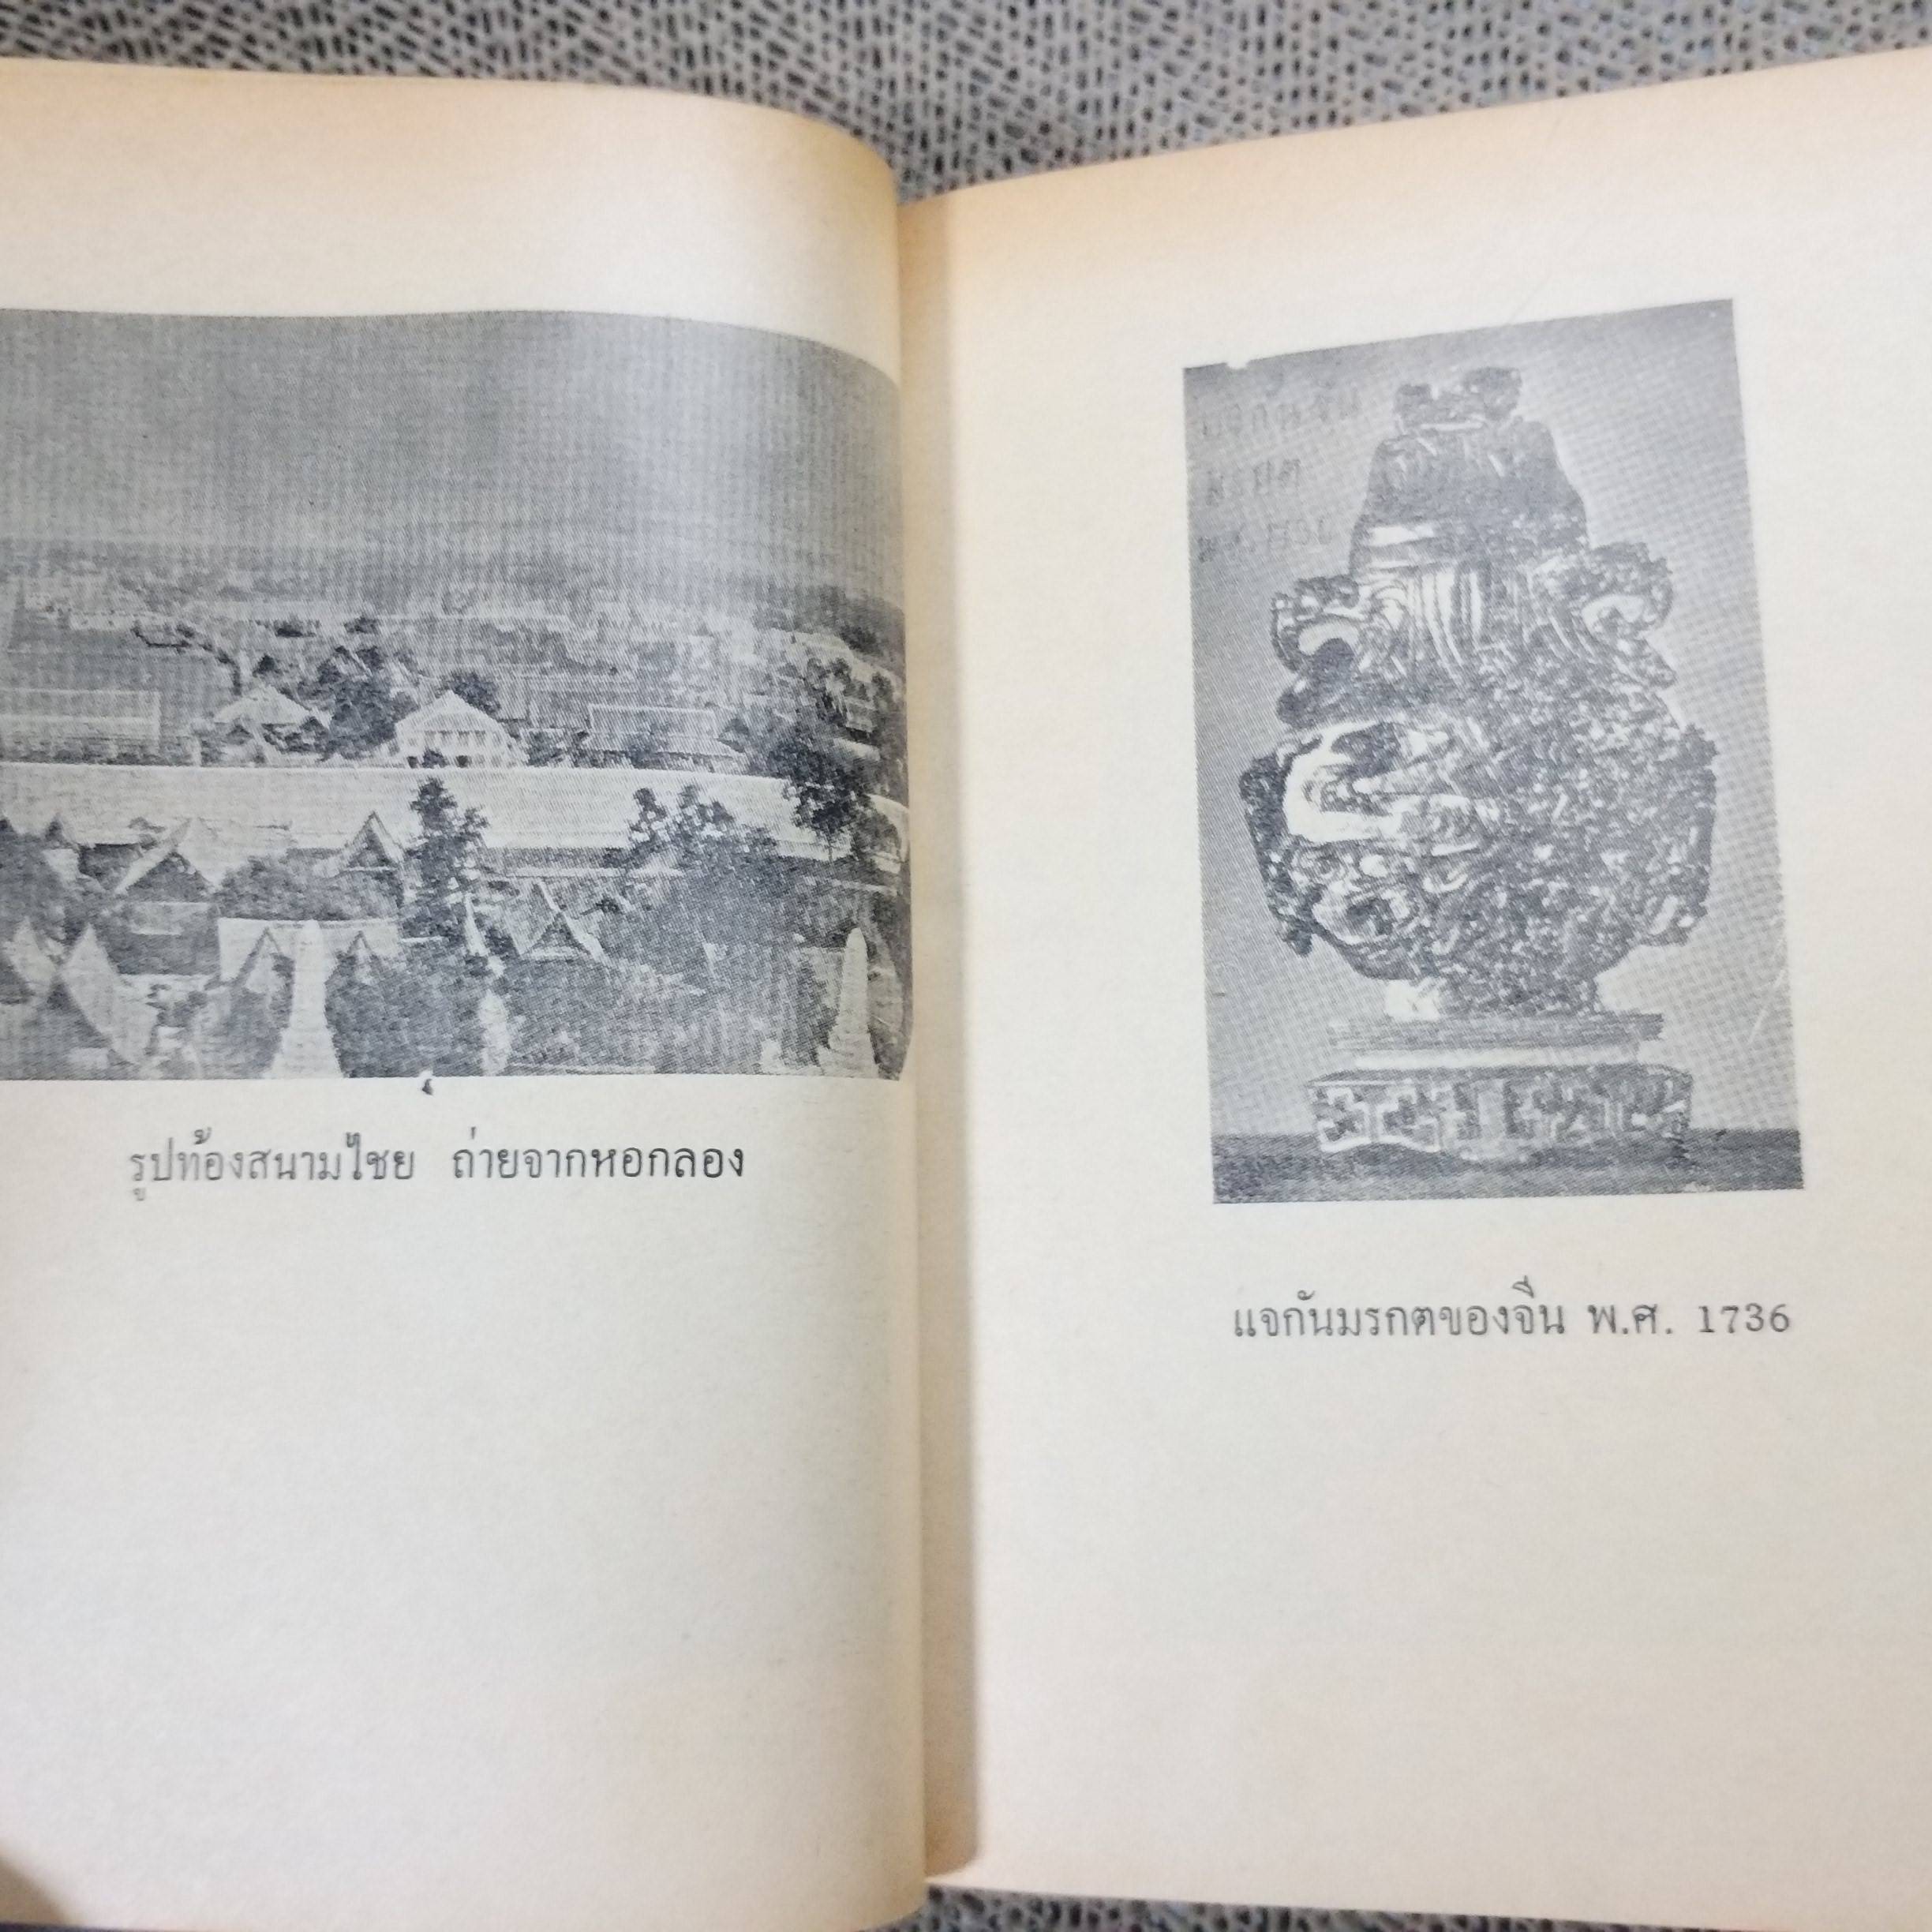 รูปท้องสนามไชย ถ่ายจากหอกลอง
แจกันมรกตของจีน พ.ศ. 1736